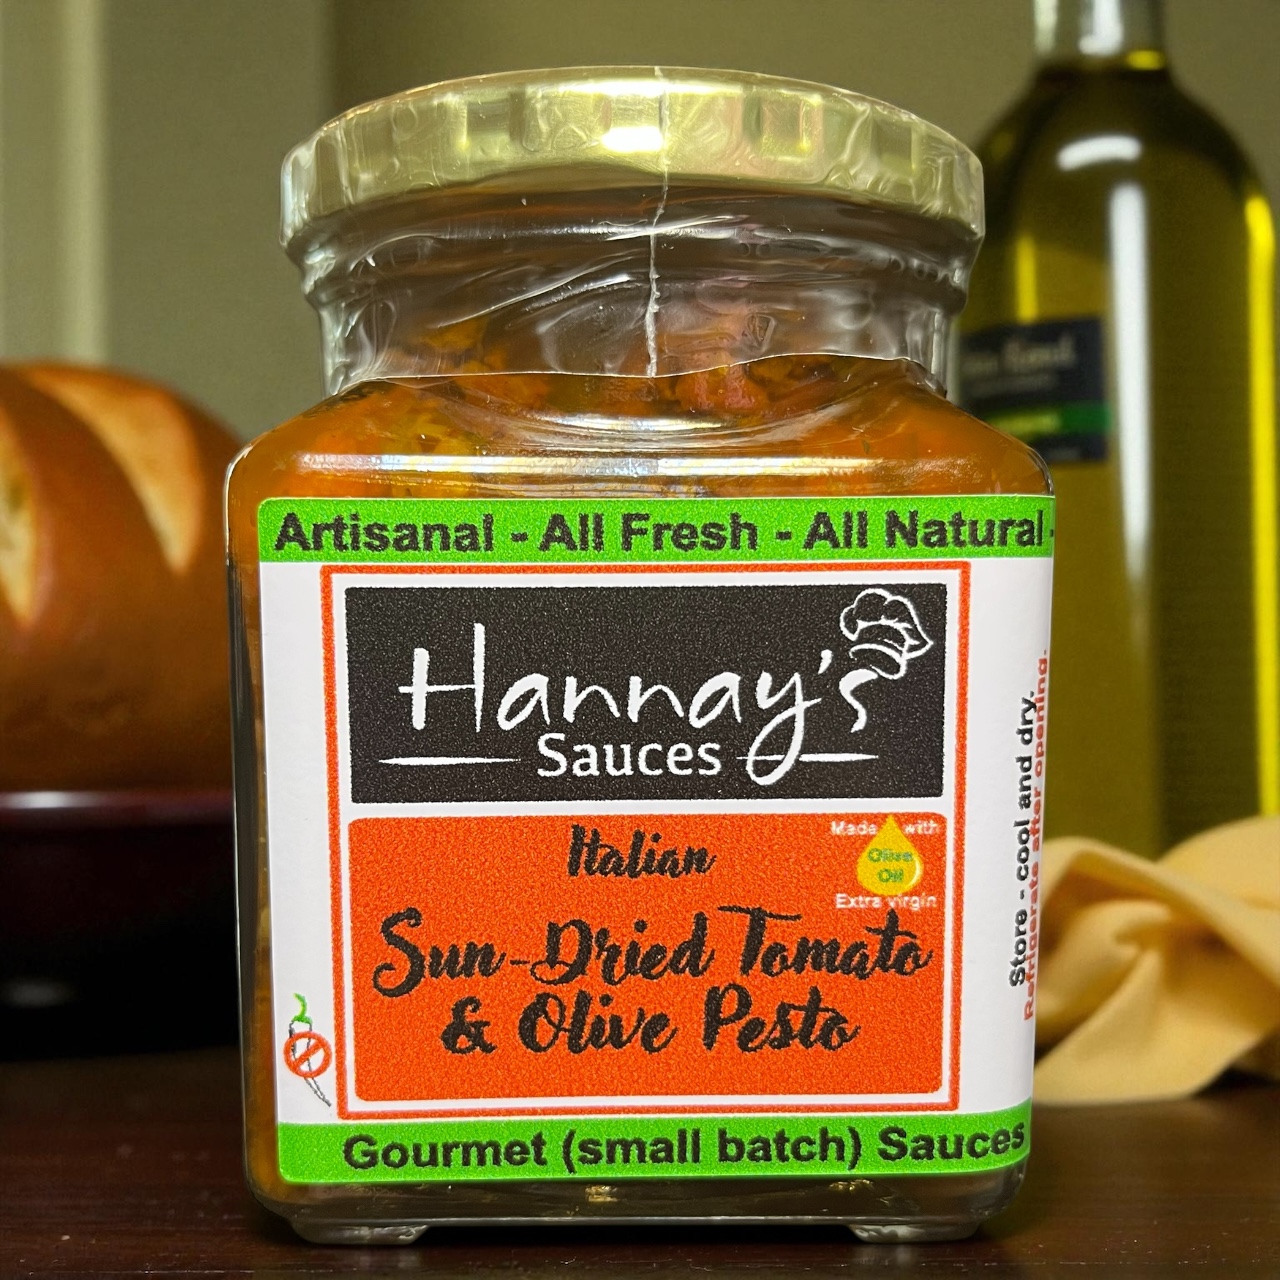 Artisanal - All Fresh - All Natural -
Hannay's
Sauces
Italian
Made with
Olive
Oil
Extra virgin
Sun-Dried Tomato
& Olive Pesto
Gourmet (small batch) Sauces
Store - cool and dry.
Refrigerate after opening.